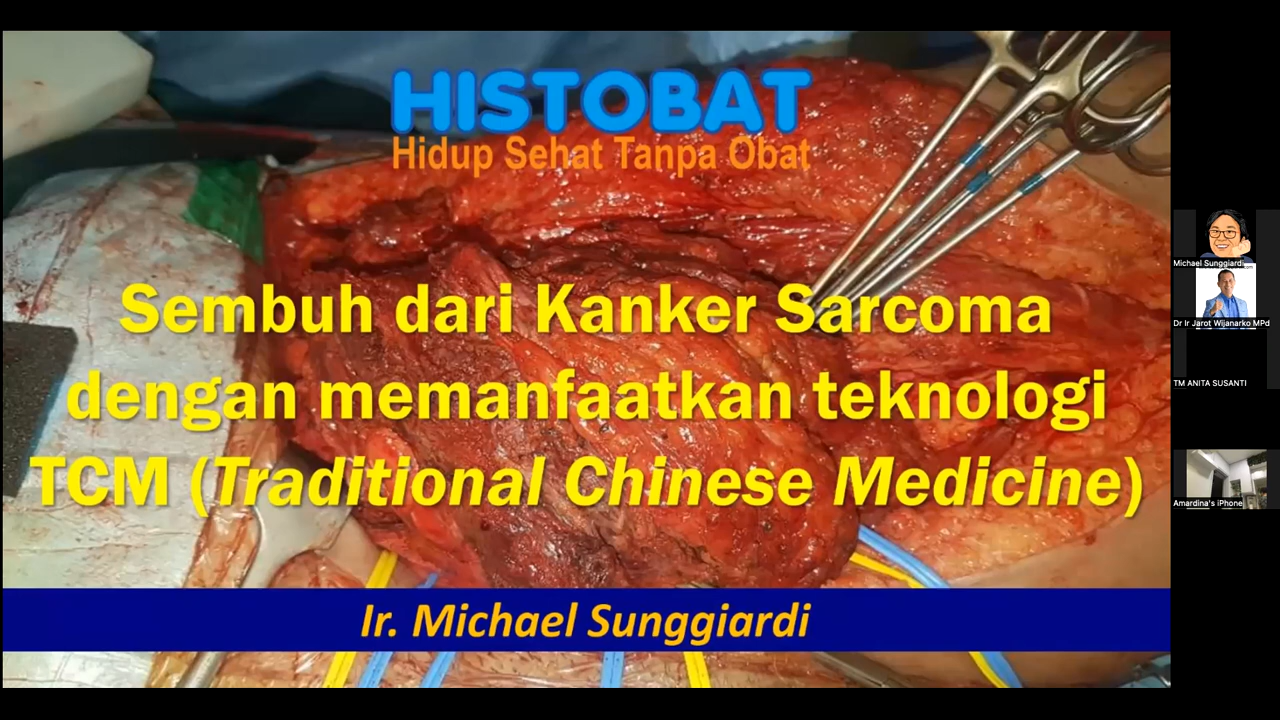 HISTOBAT
Hidup Sehat Tanpa Obat
Sembuh dari Kanker Sarcoma
dengan memanfaatkan teknologi
TCM (Traditional Chinese Medicine)
Ir. Michael Sunggiardi
Michael Sunggiardi
Dr Ir Jarot Wijanarko MPd
TM ANITA SUSANTI
Amardina's iPhone